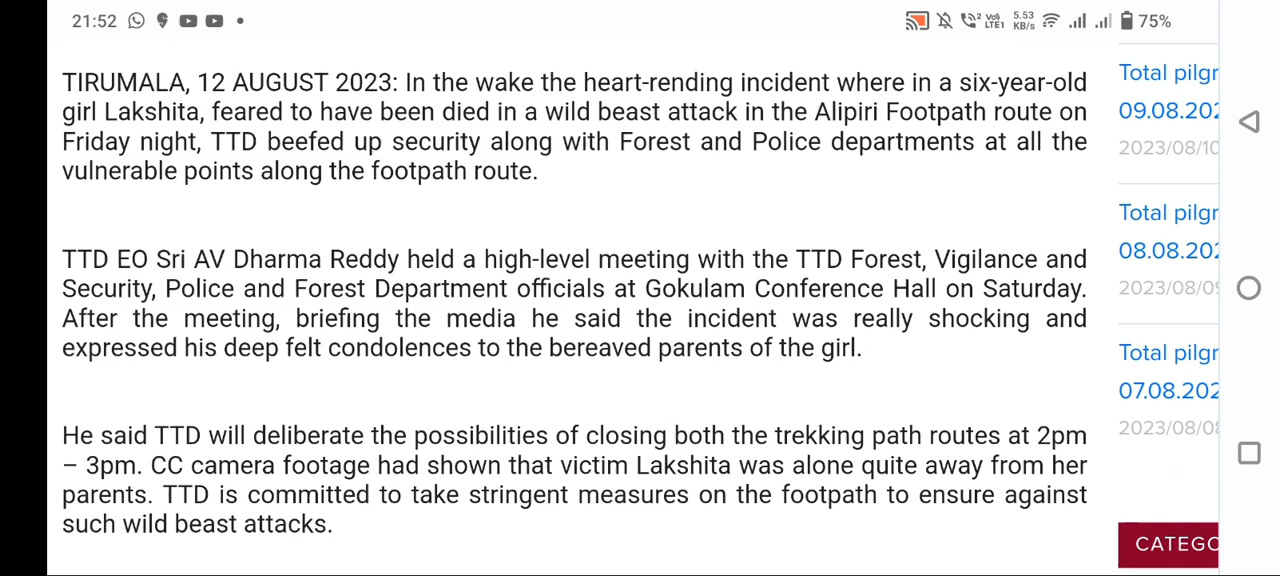 21:52
5.53 KB/s
75%
TIRUMALA, 12 AUGUST 2023: In the wake the heart-rending incident where in a six-year-old
girl Lakshita, feared to have been died in a wild beast attack in the Alipiri Footpath route on
Friday night, TTD beefed up security along with Forest and Police departments at all the
vulnerable points along the footpath route.
TTD EO Sri AV Dharma Reddy held a high-level meeting with the TTD Forest, Vigilance and
Security, Police and Forest Department officials at Gokulam Conference Hall on Saturday.
After the meeting, briefing the media he said the incident was really shocking and
expressed his deep felt condolences to the bereaved parents of the girl.
He said TTD will deliberate the possibilities of closing both the trekking path routes at 2pm
– 3pm. CC camera footage had shown that victim Lakshita was alone quite away from her
parents. TTD is committed to take stringent measures on the footpath to ensure against
such wild beast attacks.
Total pilgr
09.08.202
2023/08/10
Total pilgr
08.08.202
2023/08/09
Total pilgr
07.08.202
2023/08/08
CATEGO